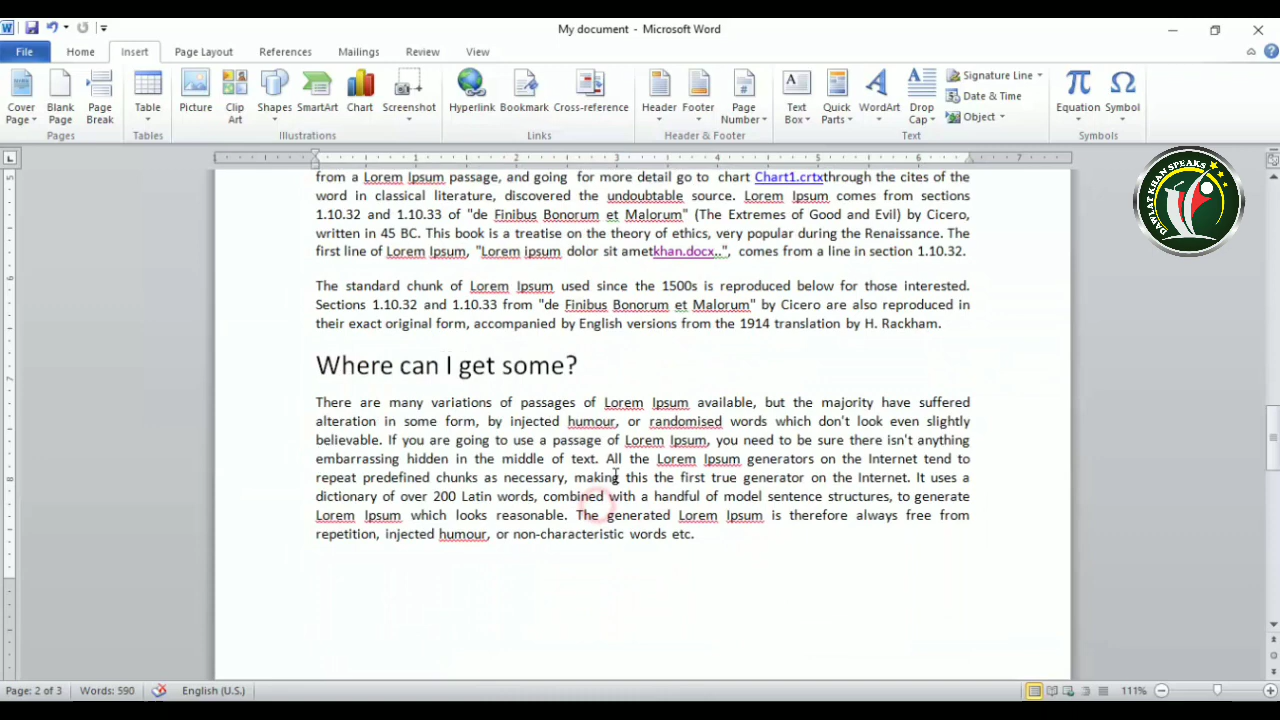 My document - Microsoft Word
File Home Insert Page Layout References Mailings Review View
Cover Page Blank Page Page Break Table Picture Clip Art Shapes SmartArt Chart Screenshot Hyperlink Bookmark Cross-reference Header Footer Page Number Text Box Quick Parts WordArt Drop Cap Signature Line Date & Time Object Equation Symbol
Pages Tables Illustrations Links Header & Footer Text Symbols
1 2 3 4 5 6 7
from a Lorem Ipsum passage, and going for more detail go to chart Chart1.crtxthrough the cites of the
word in classical literature, discovered the undoubtable source. Lorem Ipsum comes from sections
1.10.32 and 1.10.33 of "de Finibus Bonorum et Malorum" (The Extremes of Good and Evil) by Cicero,
written in 45 BC. This book is a treatise on the theory of ethics, very popular during the Renaissance. The
first line of Lorem Ipsum, "Lorem ipsum dolor sit ametkhan.docx..", comes from a line in section 1.10.32.
The standard chunk of Lorem Ipsum used since the 1500s is reproduced below for those interested.
Sections 1.10.32 and 1.10.33 from "de Finibus Bonorum et Malorum" by Cicero are also reproduced in
their exact original form, accompanied by English versions from the 1914 translation by H. Rackham.
Where can I get some?
There are many variations of passages of Lorem Ipsum available, but the majority have suffered
alteration in some form, by injected humour, or randomised words which don't look even slightly
believable. If you are going to use a passage of Lorem Ipsum, you need to be sure there isn't anything
embarrassing hidden in the middle of text. All the Lorem Ipsum generators on the Internet tend to
repeat predefined chunks as necessary, making this the first true generator on the Internet. It uses a
dictionary of over 200 Latin words, combined with a handful of model sentence structures, to generate
Lorem Ipsum which looks reasonable. The generated Lorem Ipsum is therefore always free from
repetition, injected humour, or non-characteristic words etc.
DAWLAT KHAN SPEAKS
Page: 2 of 3 Words: 590 English (U.S.) 111%